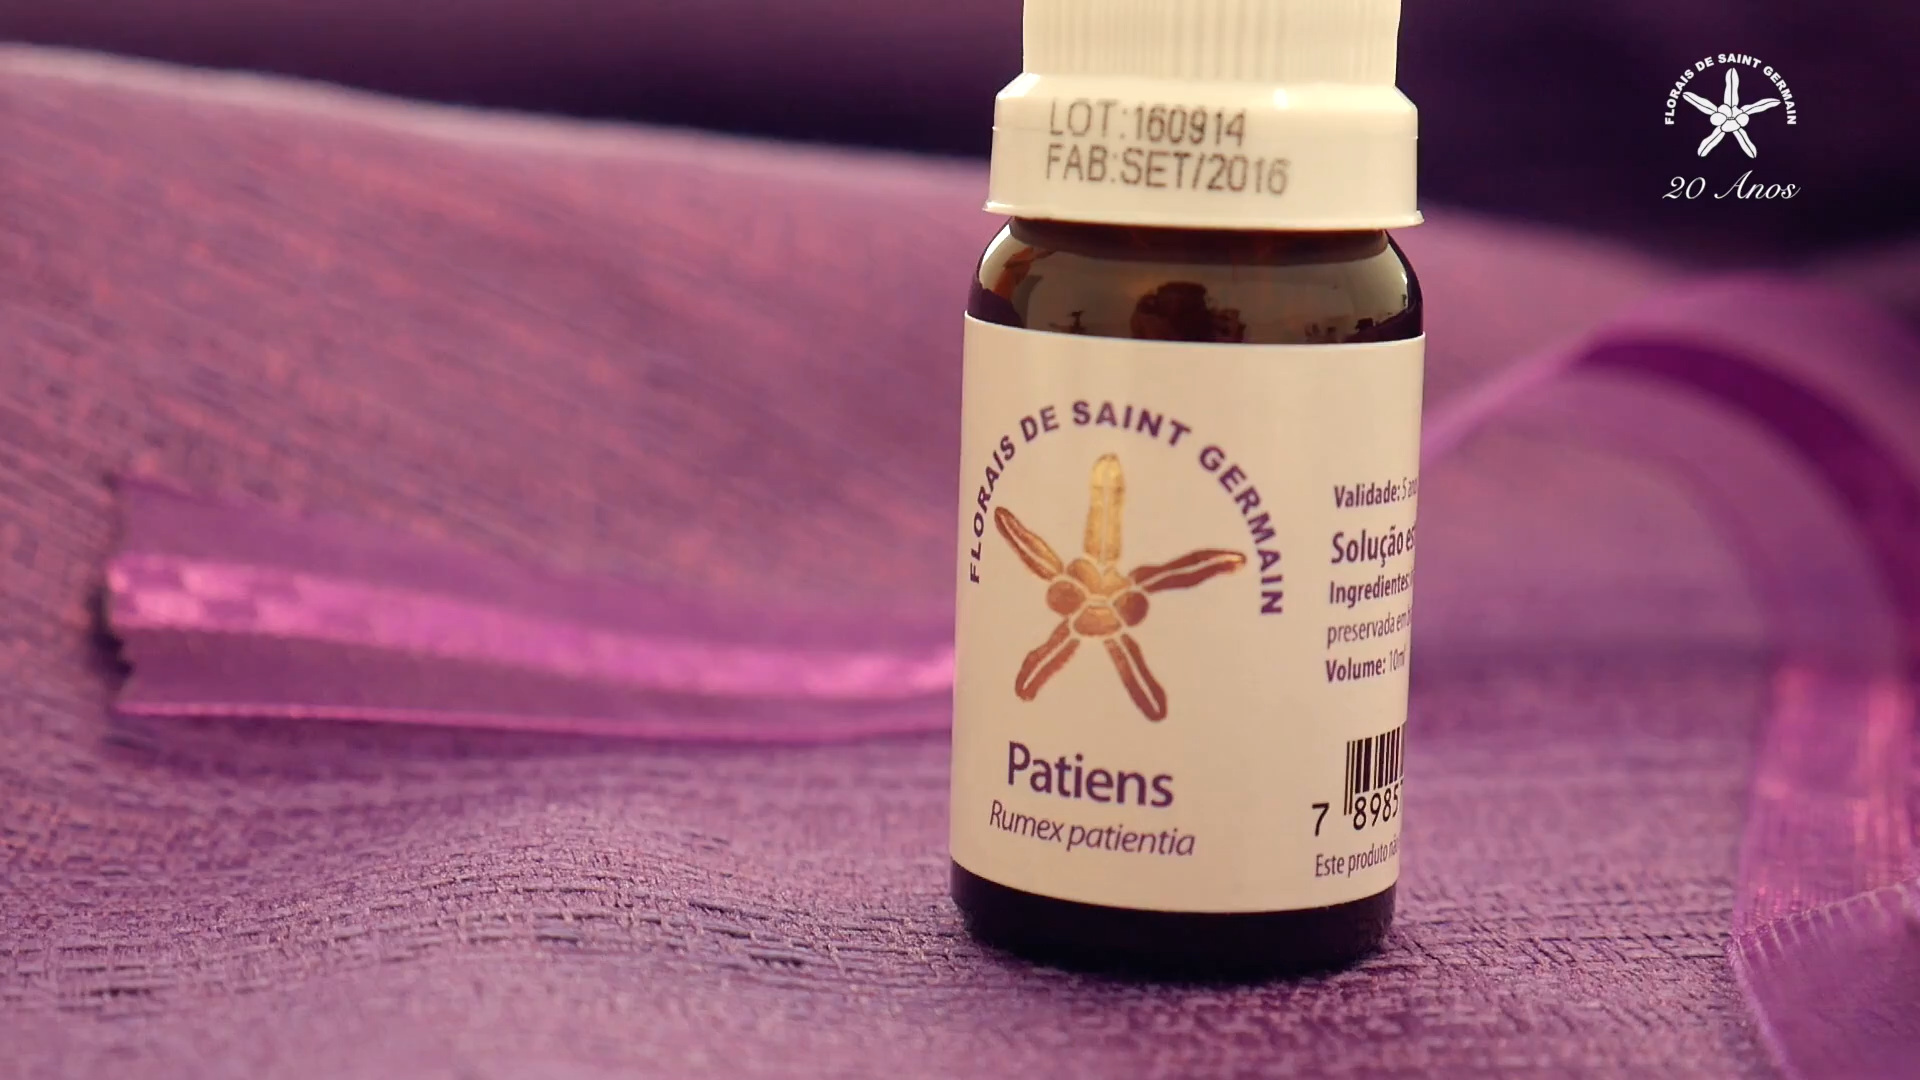 FLORAIS DE SAINT GERMAIN
20 Anos
LOT:160914
FAB:SET/2016
FLORAIS DE SAINT GERMAIN
Patiens
Rumex patientia
Validade: 5
Solução
Ingredientes:
preservada em
Volume: 10ml
7 8985
Este produto